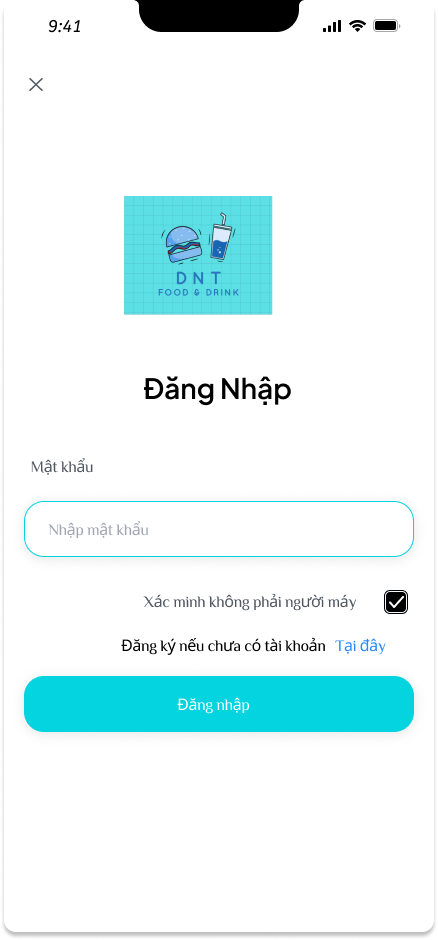 9:41
DNT
FOOD & DRINK
Đăng Nhập
Mật khẩu
Nhập mật khẩu
Xác minh không phải người máy
Đăng ký nếu chưa có tài khoản Tại đây
Đăng nhập